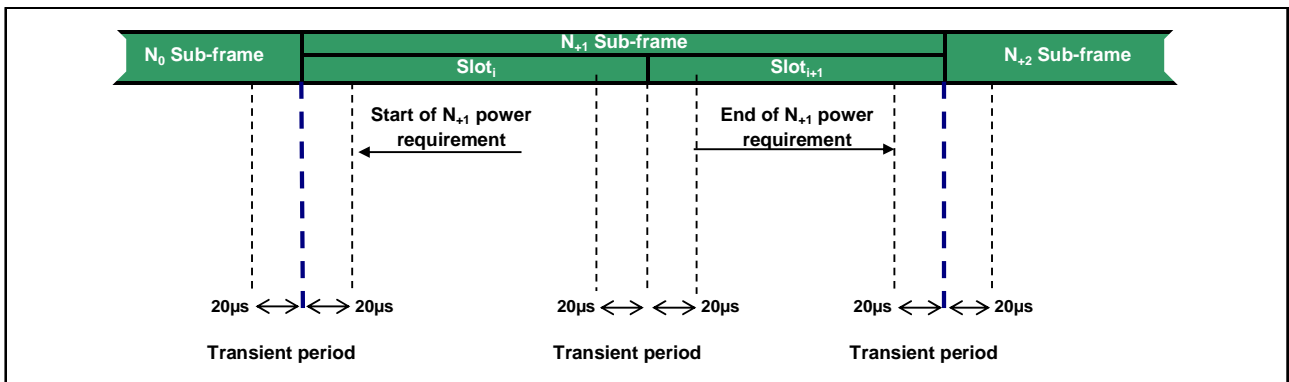 N0 Sub-frame
N+1 Sub-frame
N+2 Sub-frame
Sloti
Sloti+1
Start of N+1 power
requirement
End of N+1 power
requirement
20µs
20µs
20µs
20µs
20µs
20µs
Transient period
Transient period
Transient period